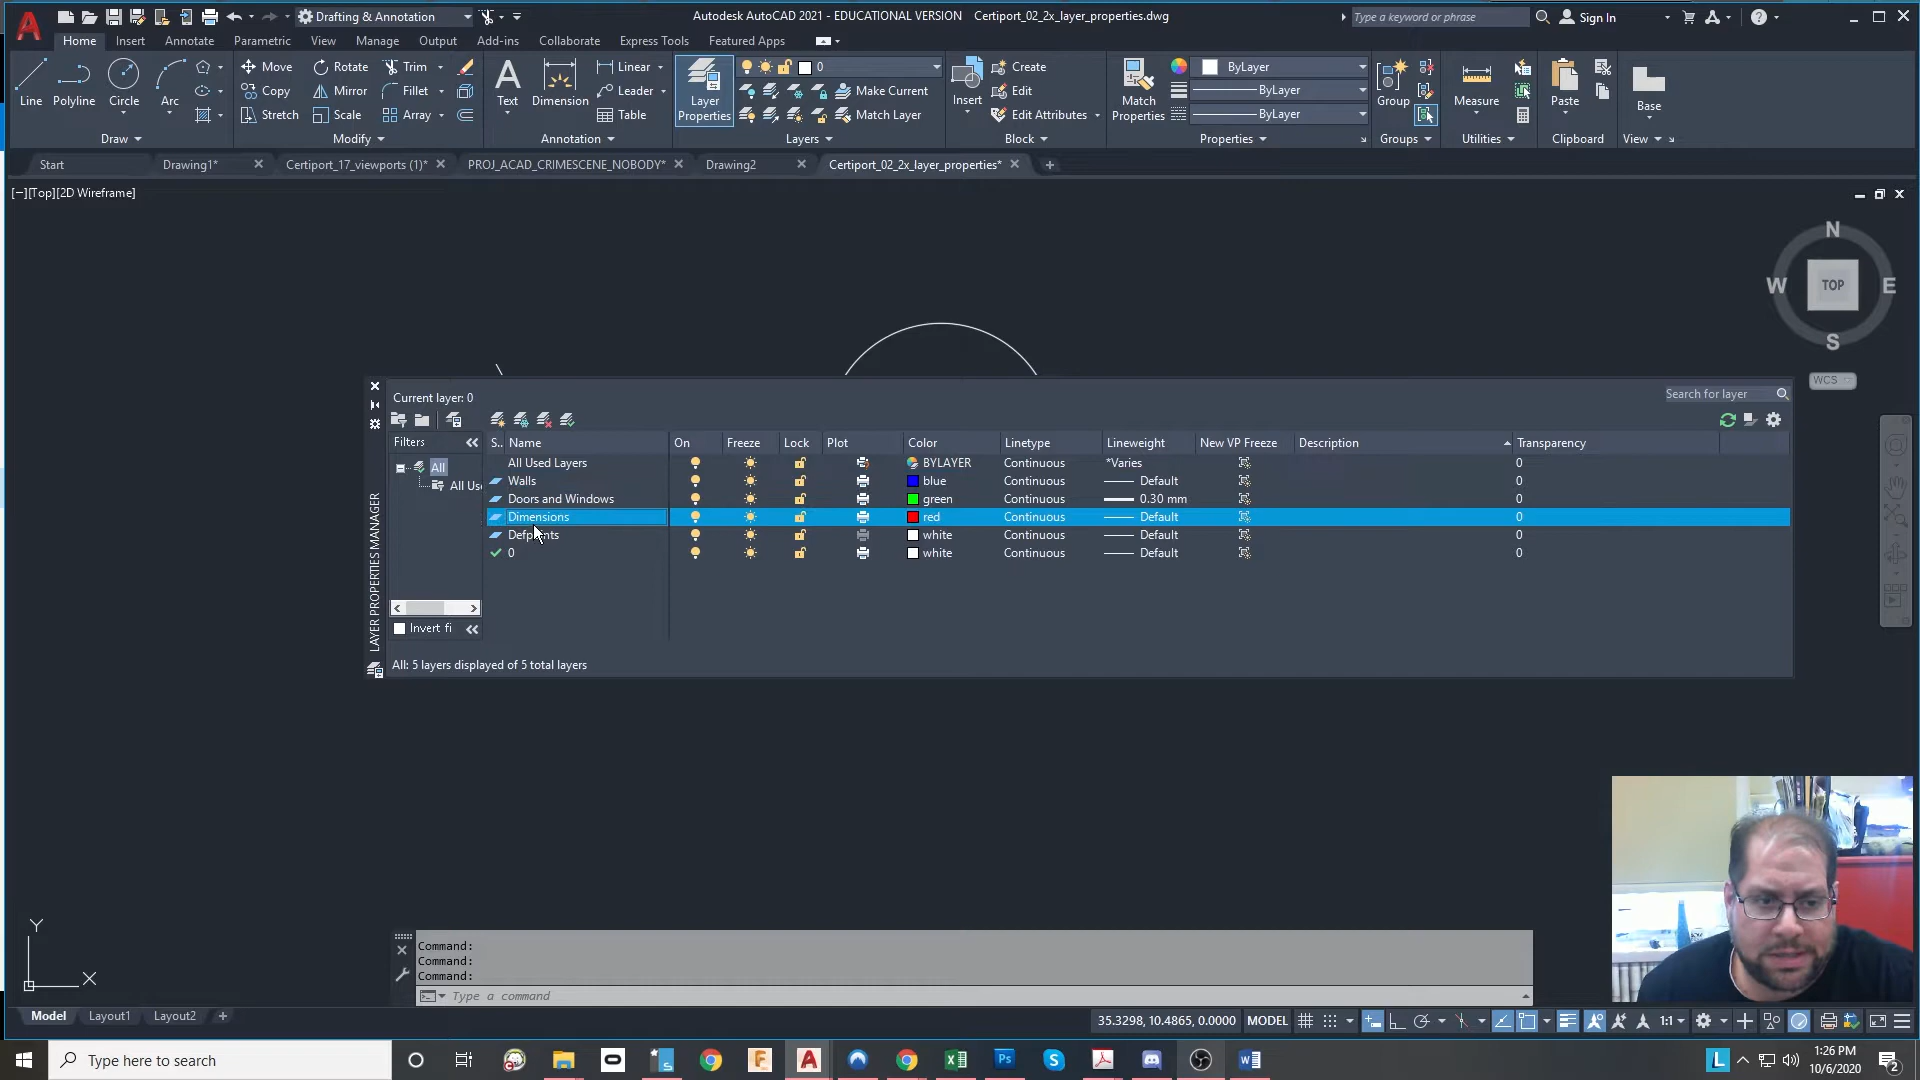 Drafting & Annotation
Autodesk AutoCAD 2021 - EDUCATIONAL VERSION Certiport_02_2x_layer_properties.dwg
Type a keyword or phrase
Sign In
Home Insert Annotate Parametric View Manage Output Add-ins Collaborate Express Tools Featured Apps
Line Polyline Circle Arc
Move Rotate Trim
Copy Mirror Fillet
Stretch Scale Array
Text Dimension
Linear
Leader
Table
Layer Properties
0
Make Current
Match Layer
Insert
Create
Edit
Edit Attributes
Match Properties
ByLayer
ByLayer
ByLayer
Group Measure Paste Base
Draw Modify Annotation Layers Block Properties Groups Utilities Clipboard View
Start Drawing1* Certiport_17_viewports (1)* PROJ_ACAD_CRIMESCENE_NOBODY* Drawing2 Certiport_02_2x_layer_properties*
[−][Top][2D Wireframe]
N
W TOP E
S
WCS
Current layer: 0
Search for layer
Filters
All
All Us
Invert fi
S.. Name On Freeze Lock Plot Color Linetype Lineweight New VP Freeze Description Transparency
All Used Layers BYLAYER Continuous *Varies 0
Walls blue Continuous Default 0
Doors and Windows green Continuous 0.30 mm 0
Dimensions red Continuous Default 0
Defpoints white Continuous Default 0
0 white Continuous Default 0
LAYER PROPERTIES MANAGER
All: 5 layers displayed of 5 total layers
Y
X
Command:
Command:
Command:
Type a command
Model Layout1 Layout2
35.3298, 10.4865, 0.0000 MODEL 1:1
Type here to search
1:26 PM
10/6/2020
2